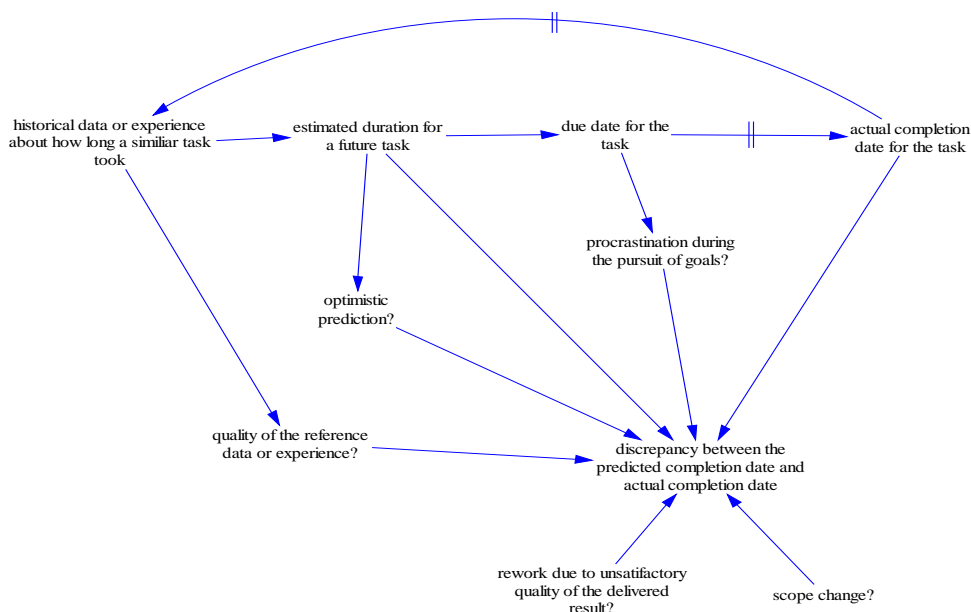 historical data or experience
about how long a similiar task
took
estimated duration for
a future task
due date for the
task
actual completion
date for the task
procrastination during
the pursuit of goals?
optimistic
prediction?
quality of the reference
data or experience?
discrepancy between the
predicted completion date and
actual completion date
rework due to unsatifactory
quality of the delivered
result?
scope change?